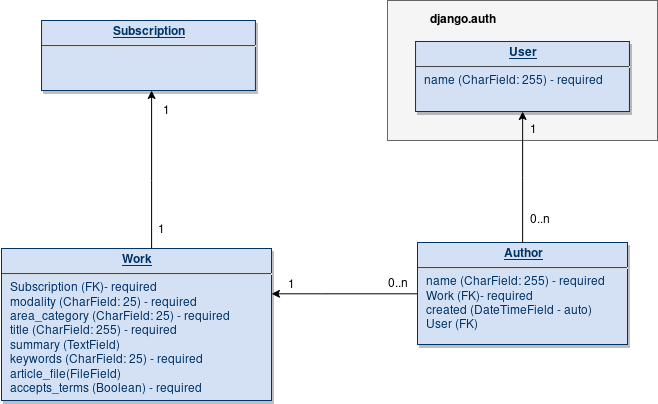 Subscription
1
1
django.auth
User
name (CharField: 255) - required
1
0..n
Work
Subscription (FK)- required
modality (CharField: 25) - required
area_category (CharField: 25) - required
title (CharField: 255) - required
summary (TextField)
keywords (CharField: 25) - required
article_file(FileField)
accepts_terms (Boolean) - required
1
0..n
Author
name (CharField: 255) - required
Work (FK)- required
created (DateTimeField - auto)
User (FK)